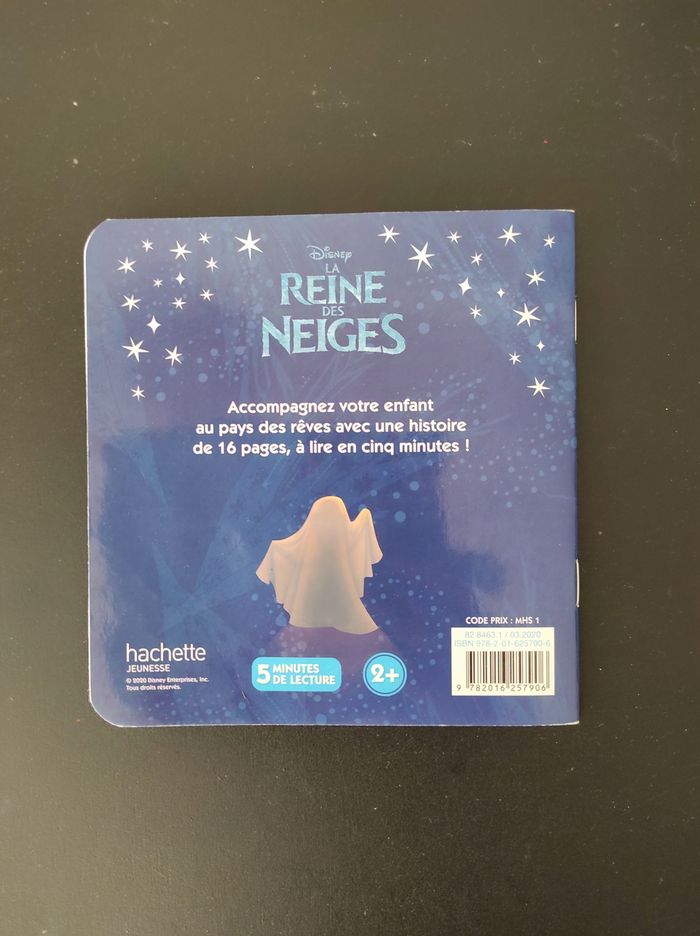 Disney
LA
REINE
DES
NEIGES
Accompagnez votre enfant
au pays des rêves avec une histoire
de 16 pages, à lire en cinq minutes !
CODE PRIX : MHS 1
82.8463.1 / 03.2020
ISBN 978-2-01-625790-6
9 782016 257906
hachette
JEUNESSE
© 2020 Disney Enterprises, Inc.
Tous droits réservés.
5 MINUTES
DE LECTURE
2+